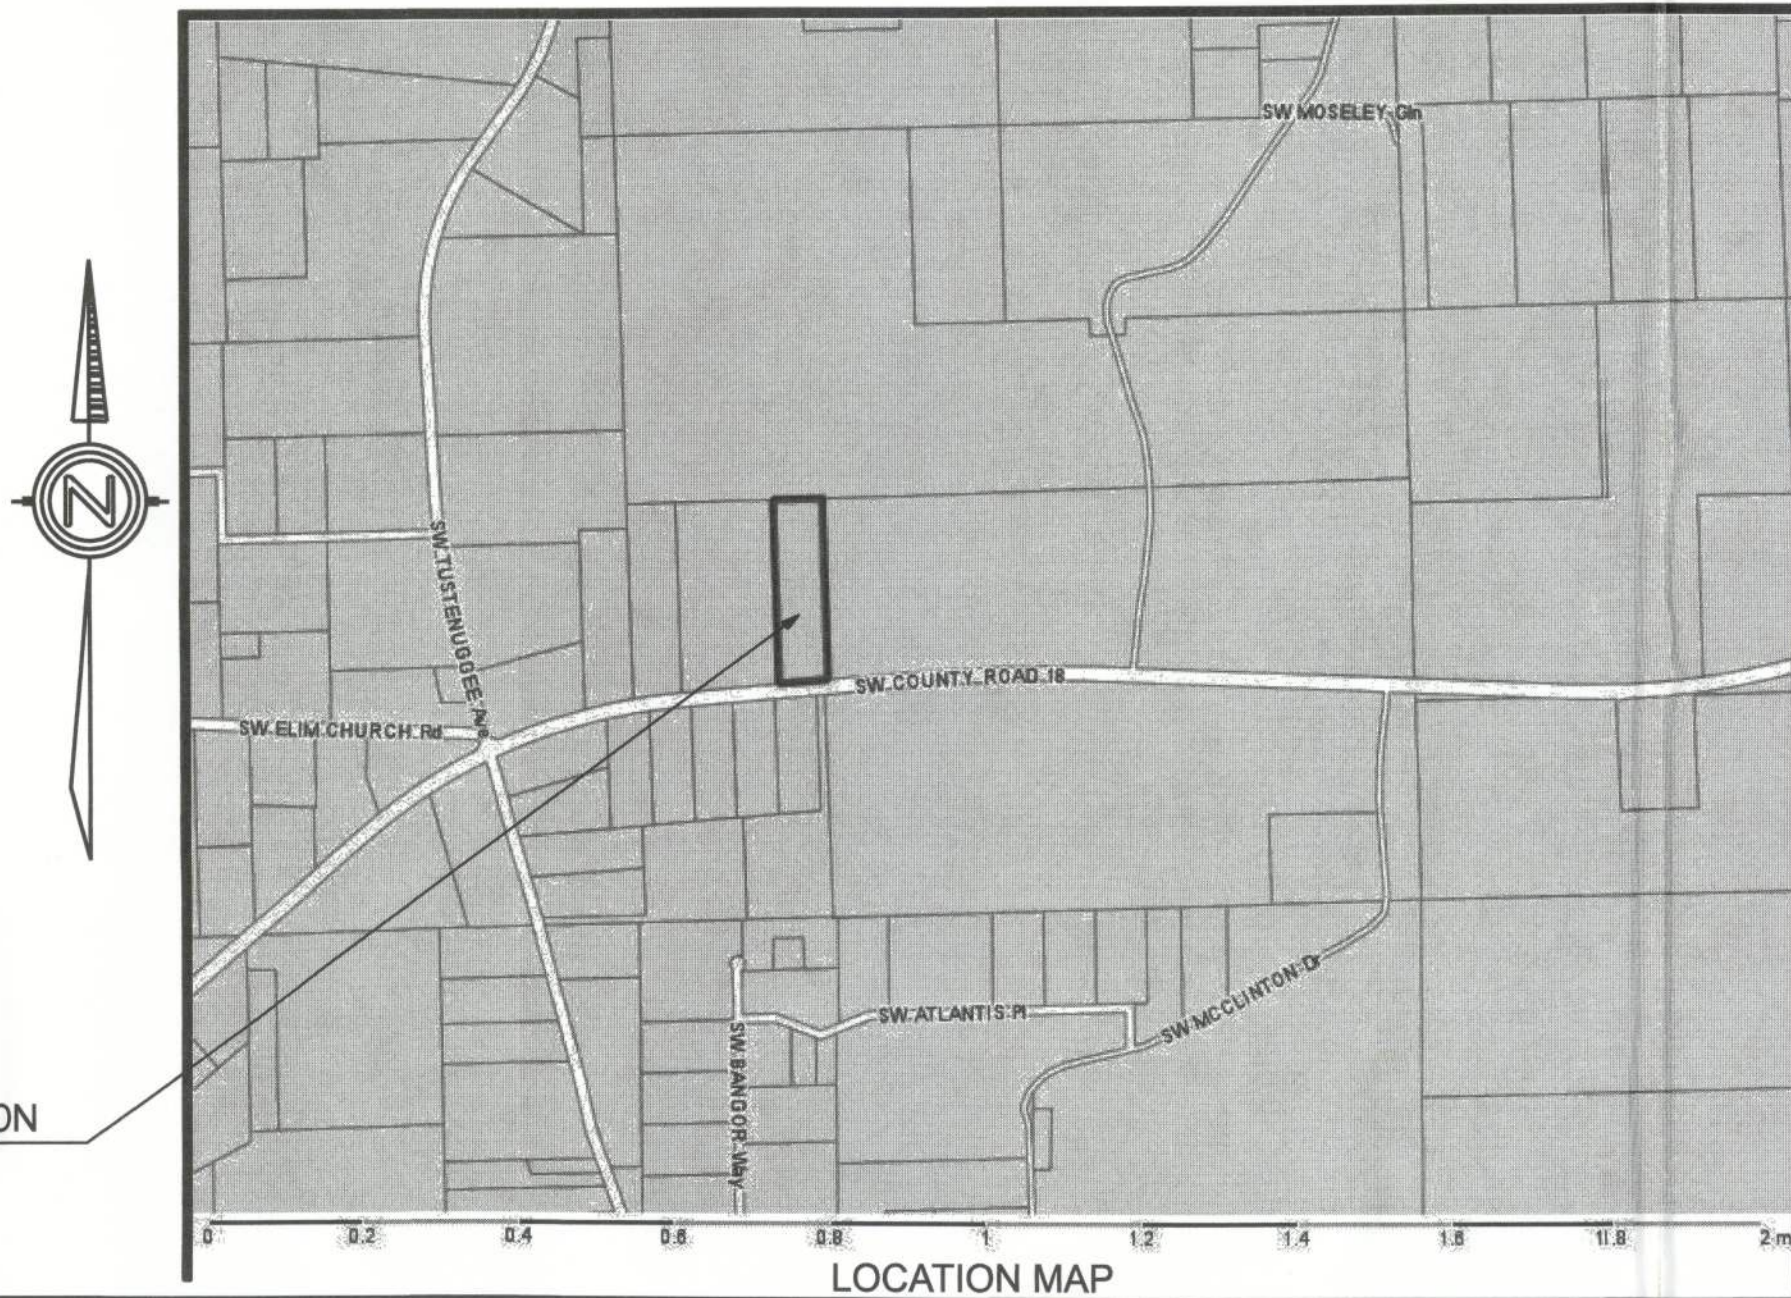 SW MOSELEY Gln
N
SW TUSTENUGGEE Ave
SW COUNTY ROAD 18
SW ELIM CHURCH Rd
SW ATLANTIS Pl
SW MCCLINTON Dr
SW BANGOR Way
ON
0 0.2 0.4 0.6 0.8 1 1.2 1.4 1.6 1.8 2 m
LOCATION MAP